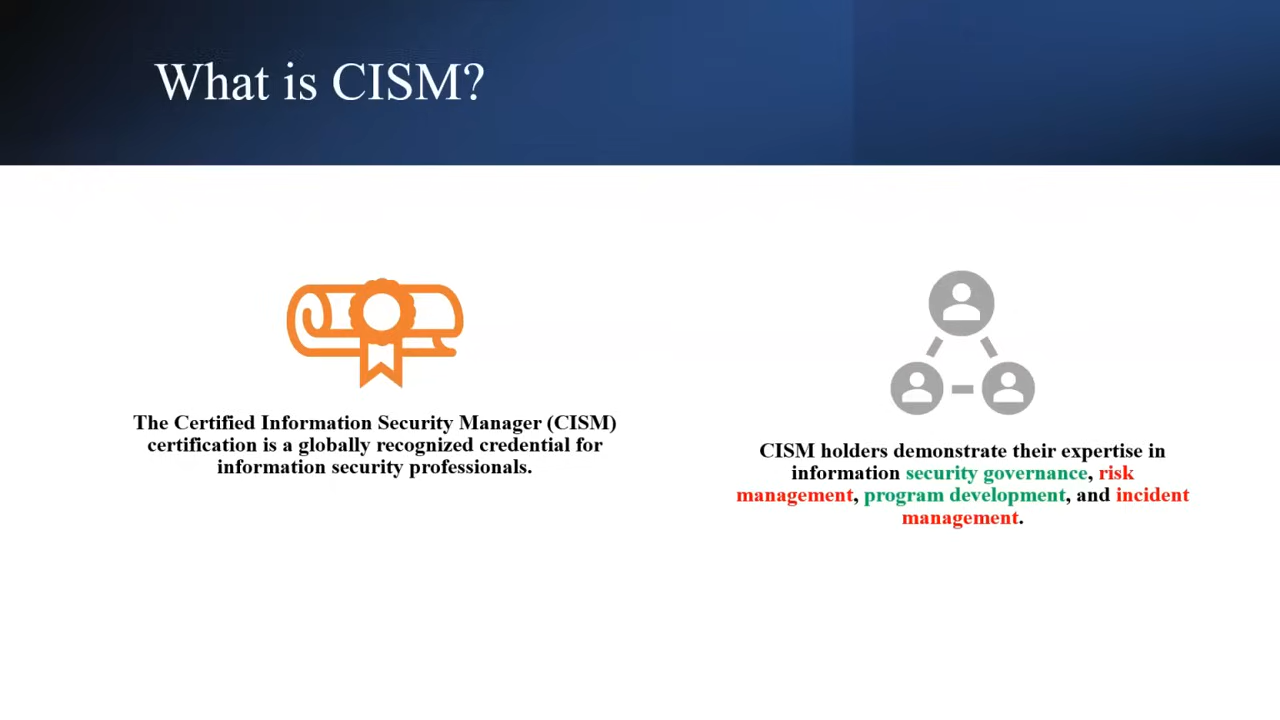 What is CISM?
The Certified Information Security Manager (CISM)
certification is a globally recognized credential for
information security professionals.
CISM holders demonstrate their expertise in
information security governance, risk
management, program development, and incident
management.